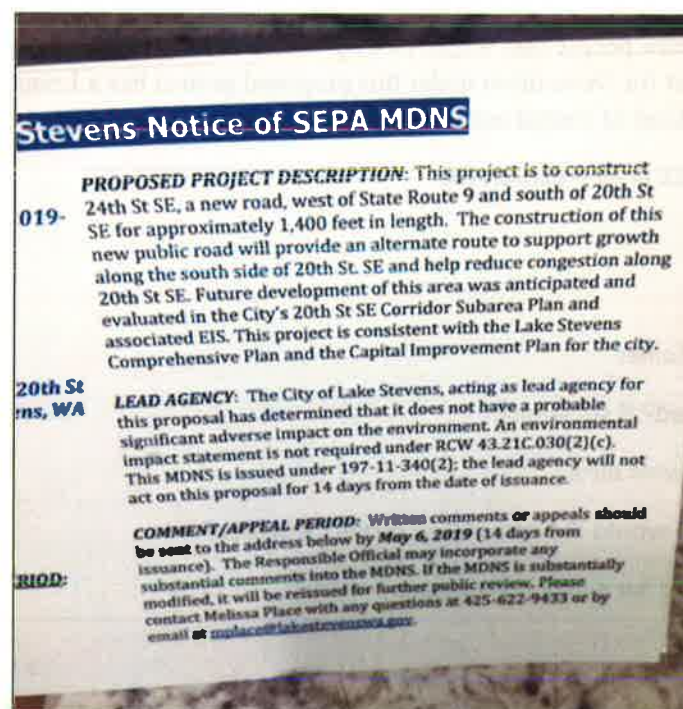 Stevens Notice of SEPA MDNS
PROPOSED PROJECT DESCRIPTION: This project is to construct
019-
24th St SE, a new road, west of State Route 9 and south of 20th St
SE for approximately 1,400 feet in length. The construction of this
new public road will provide an alternate route to support growth
along the south side of 20th St. SE and help reduce congestion along
20th St SE. Future development of this area was anticipated and
evaluated in the City's 20th St SE Corridor Subarea Plan and
associated EIS. This project is consistent with the Lake Stevens
Comprehensive Plan and the Capital Improvement Plan for the city.
20th St
ens, WA
LEAD AGENCY: The City of Lake Stevens, acting as lead agency for
this proposal has determined that it does not have a probable
significant adverse impact on the environment. An environmental
impact statement is not required under RCW 43.21C.030(2)(c).
This MDNS is issued under 197-11-340(2); the lead agency will not
act on this proposal for 14 days from the date of issuance.
RIOD:
COMMENT/APPEAL PERIOD: Written comments or appeals should
be sent to the address below by May 6, 2019 (14 days from
issuance). The Responsible Official may incorporate any
substantial comments into the MDNS. If the MDNS is substantially
modified, it will be reissued for further public review. Please
contact Melissa Place with any questions at 425-622-9433 or by
email at mplace@lakestevenswa.gov.